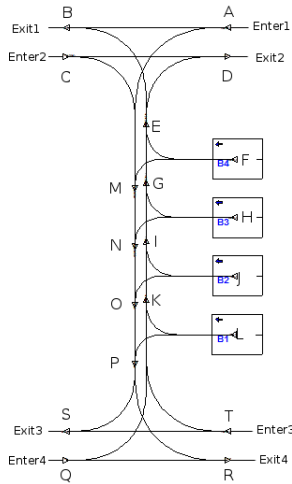 B A
Exit1 Enter1
Enter2 Exit2
C D
E
B4 F
M G
B3 H
N I
B2 J
O K
B1 L
P
S T
Exit3 Enter3
Enter4 Exit4
Q R